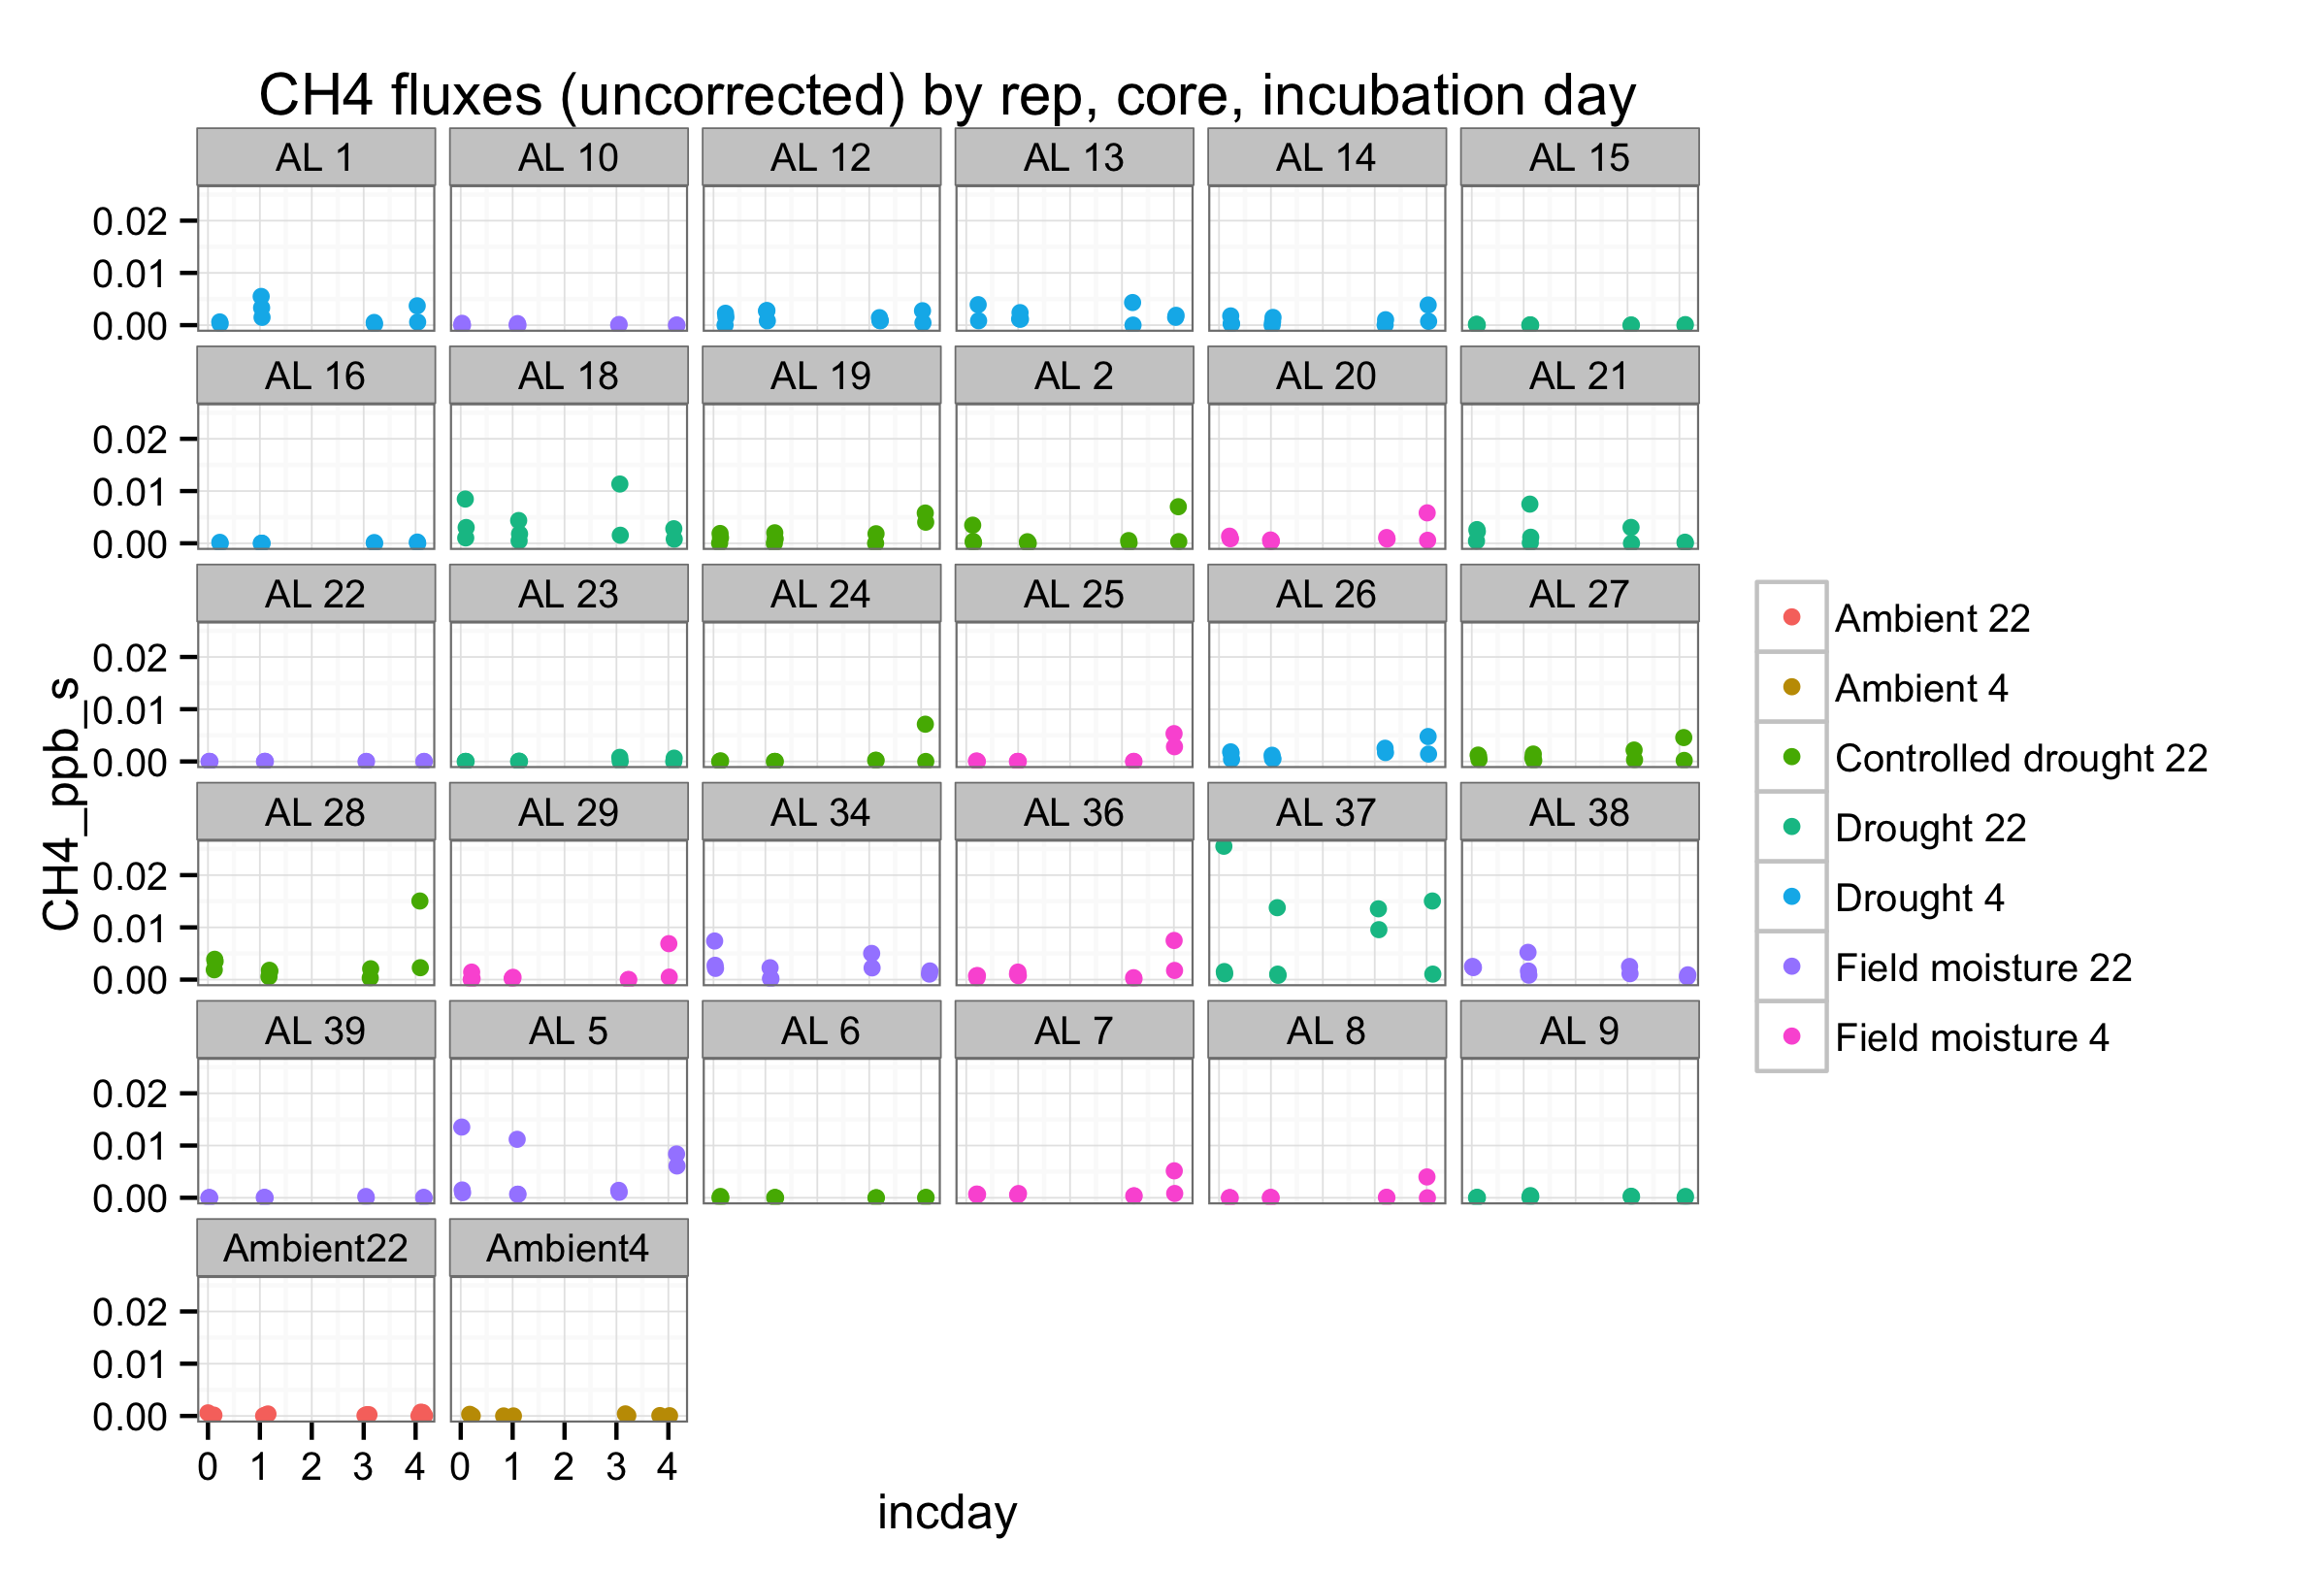 CH4 fluxes (uncorrected) by rep, core, incubation day
AL 1 AL 10 AL 12 AL 13 AL 14 AL 15
0.02
0.01
0.00
AL 16 AL 18 AL 19 AL 2 AL 20 AL 21
0.02
0.01
0.00
AL 22 AL 23 AL 24 AL 25 AL 26 AL 27
0.02
0.01
0.00
AL 28 AL 29 AL 34 AL 36 AL 37 AL 38
0.02
0.01
0.00
AL 39 AL 5 AL 6 AL 7 AL 8 AL 9
0.02
0.01
0.00
Ambient22 Ambient4
0.02
0.01
0.00
0 1 2 3 4 0 1 2 3 4
incday
CH4_ppb_s
Ambient 22
Ambient 4
Controlled drought 22
Drought 22
Drought 4
Field moisture 22
Field moisture 4